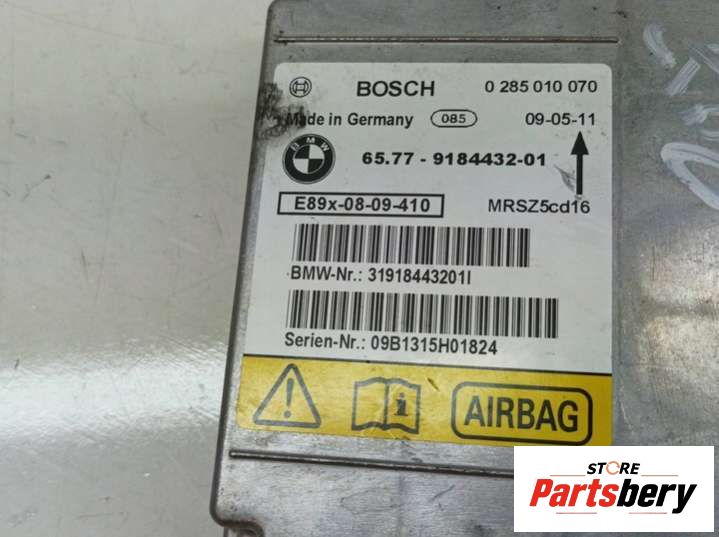 BOSCH 0 285 010 070
Made in Germany 085 09-05-11
BMW 65.77 - 9184432-01
E89x-08-09-410 MRSZ5cd16
BMW-Nr.: 31918443201I
Serien-Nr.: 09B1315H01824
AIRBAG
STORE
Partsbery